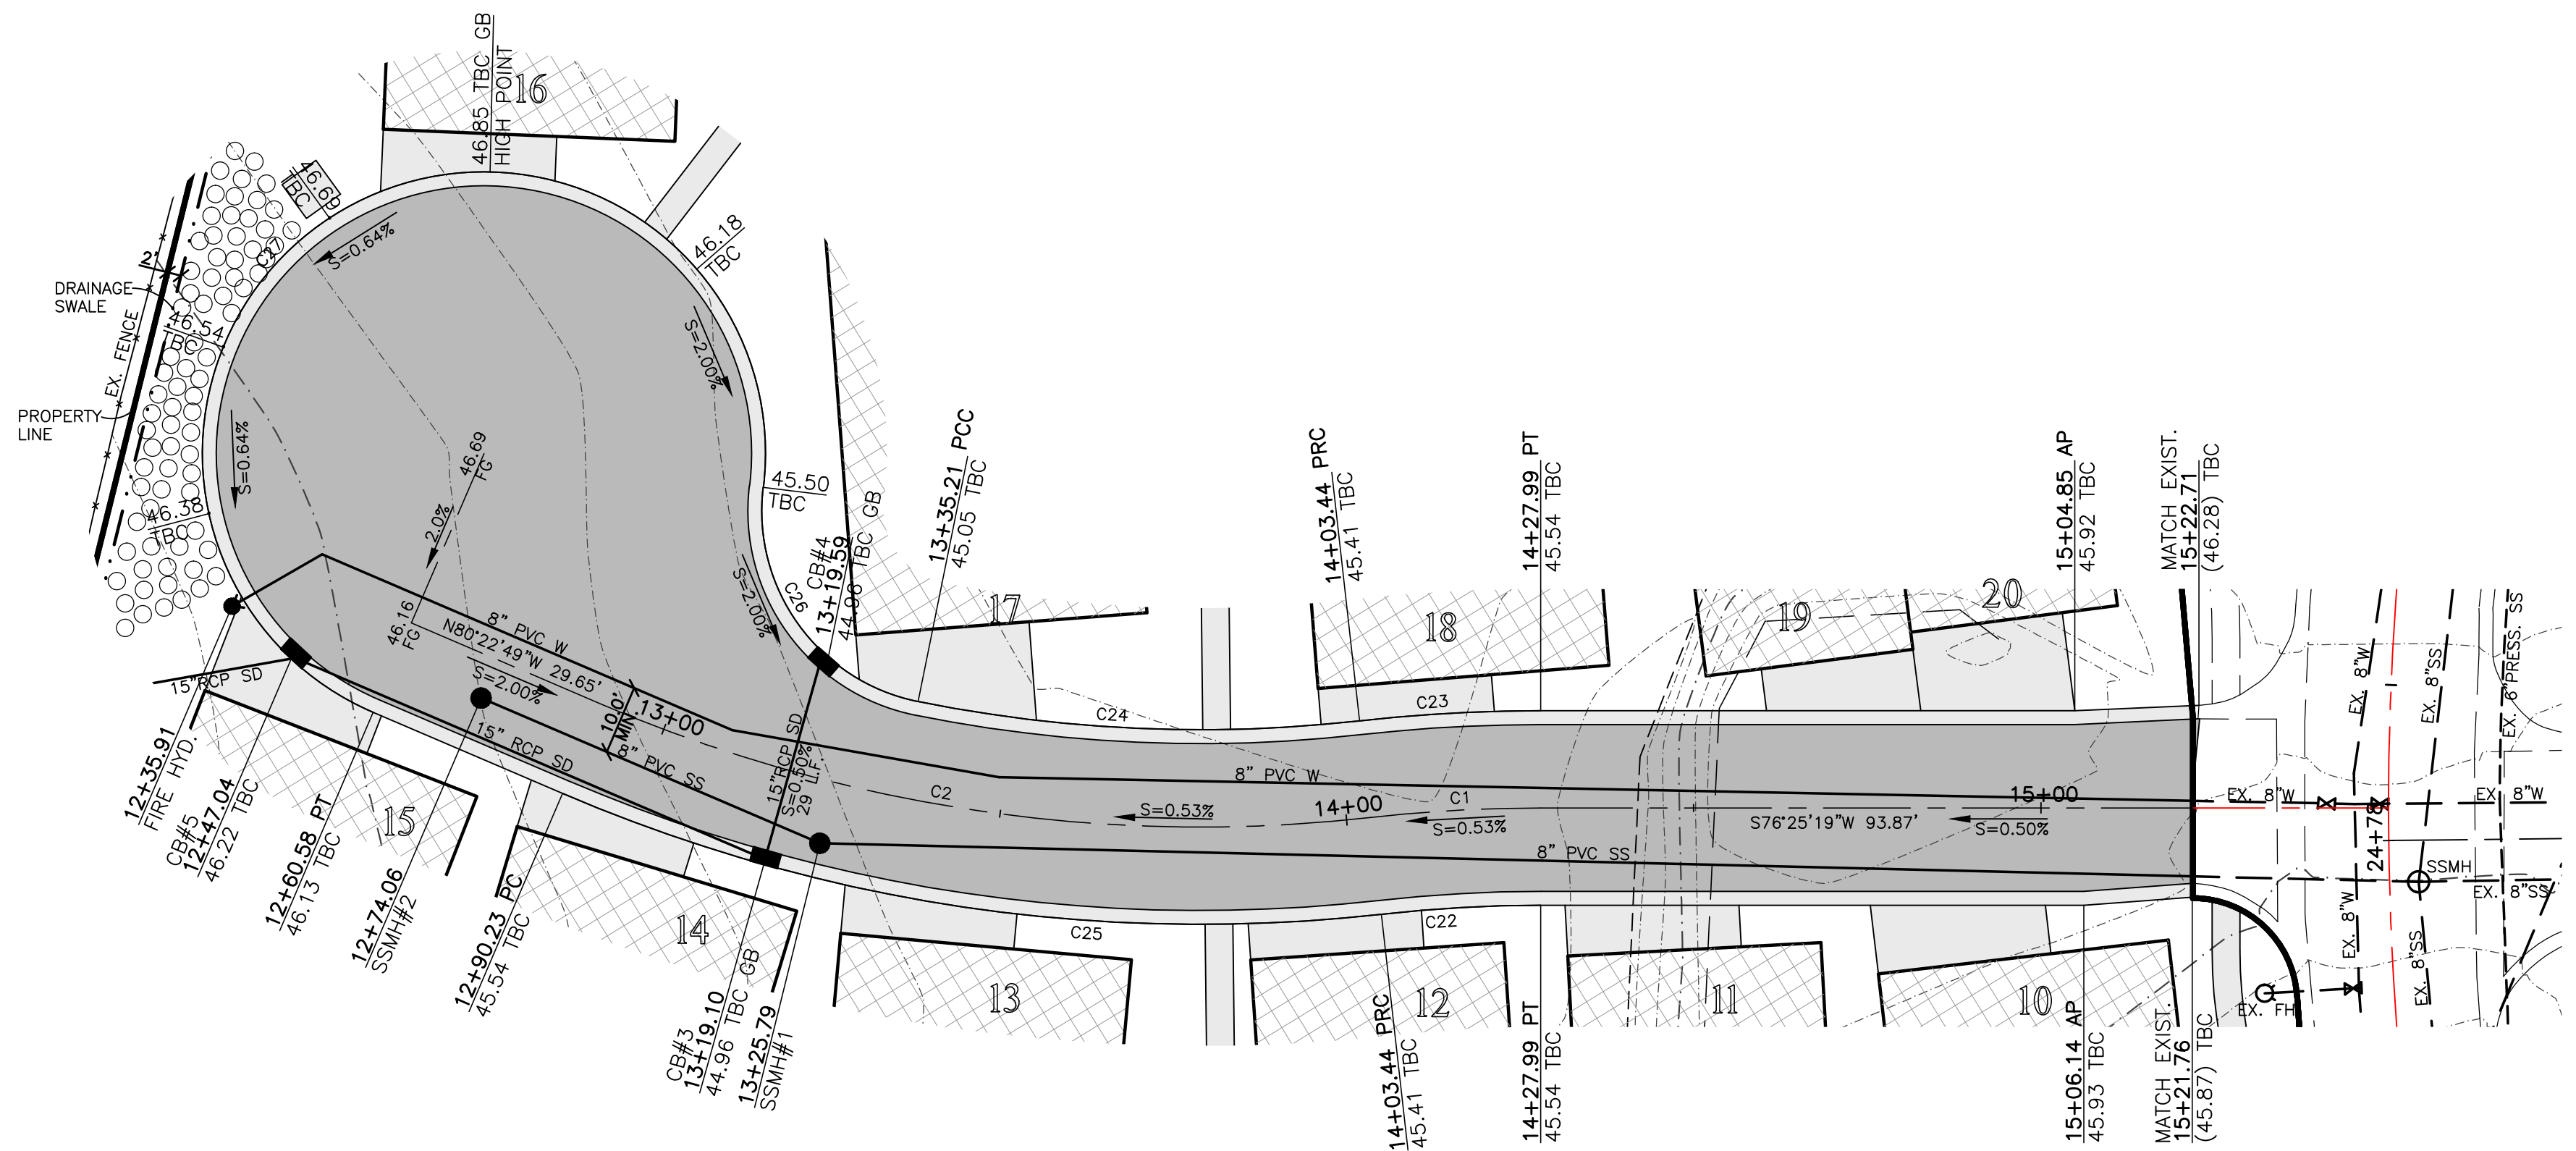 46.85 TBC GB
HIGH POINT
16
46.69
TBC
C27
S=0.64%
2'
DRAINAGE
SWALE
EX. FENCE
PROPERTY
LINE
46.54
TBC
S=0.64%
46.38
TBC
46.18
TBC
S=2.00%
46.69
FG
2.0%
46.16
FG
45.50
TBC
S=2.00%
C26
CB#4
13+19.59
44.96 TBC GB
13+35.21 PCC
45.05 TBC
17
14+03.44 PRC
45.41 TBC
14+27.99 PT
45.54 TBC
18
19
20
15+04.85 AP
45.92 TBC
MATCH EXIST.
15+22.71
(46.28) TBC
8" PVC W
N80°22'49"W 29.65'
S=2.00%
10.0'
MIN.
13+00
8" PVC SS
15" RCP SD
15"RCP SD
15"RCP SD
S=0.50%
29 L.F.
C24
C23
8" PVC W
C2
S=0.53%
14+00
C1
S=0.53%
S76°25'19"W 93.87'
15+00
S=0.50%
8" PVC SS
C25
C22
12+35.91
FIRE HYD.
CB#5
12+47.04
46.22 TBC
12+60.58 PT
46.13 TBC
15
12+74.06
SSMH#2
12+90.23 PC
45.54 TBC
14
CB#3
13+19.10
44.96 TBC GB
13+25.79
SSMH#1
13
12
14+03.44 PRC
45.41 TBC
14+27.99 PT
45.54 TBC
11
10
15+06.14 AP
45.93 TBC
MATCH EXIST.
15+21.76
(45.87) TBC
EX. 8"W
EX. 8"SS
EX. 6"PRESS. SS
EX. 8"W
EX. 8"W
24+78
SSMH
EX. 8"SS
EX. 8"W
EX. 8"SS
EX. FH